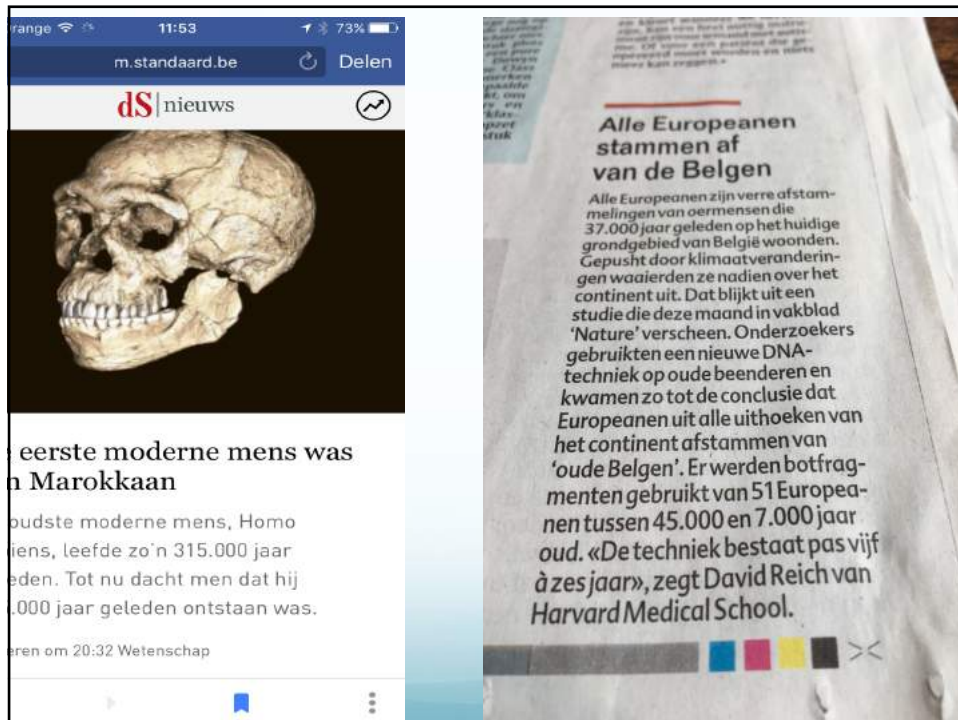 range
11:53
73%
m.standaard.be
Delen
dS nieuws
eerste moderne mens was
n Marokkaan
oudste moderne mens, Homo
iens, leefde zo'n 315.000 jaar
eden. Tot nu dacht men dat hij
.000 jaar geleden ontstaan was.
eren om 20:32 Wetenschap
Alle Europeanen
stammen af
van de Belgen
Alle Europeanen zijn verre afstam-
melingen van oermensen die
37.000 jaar geleden op het huidige
grondgebied van België woonden.
Gepusht door klimaatveranderin-
gen waaierden ze nadien over het
continent uit. Dat blijkt uit een
studie die deze maand in vakblad
'Nature' verscheen. Onderzoekers
gebruikten een nieuwe DNA-
techniek op oude beenderen en
kwamen zo tot de conclusie dat
Europeanen uit alle uithoeken van
het continent afstammen van
'oude Belgen'. Er werden botfrag-
menten gebruikt van 51 Europea-
nen tussen 45.000 en 7.000 jaar
oud. «De techniek bestaat pas vijf
à zes jaar», zegt David Reich van
Harvard Medical School.